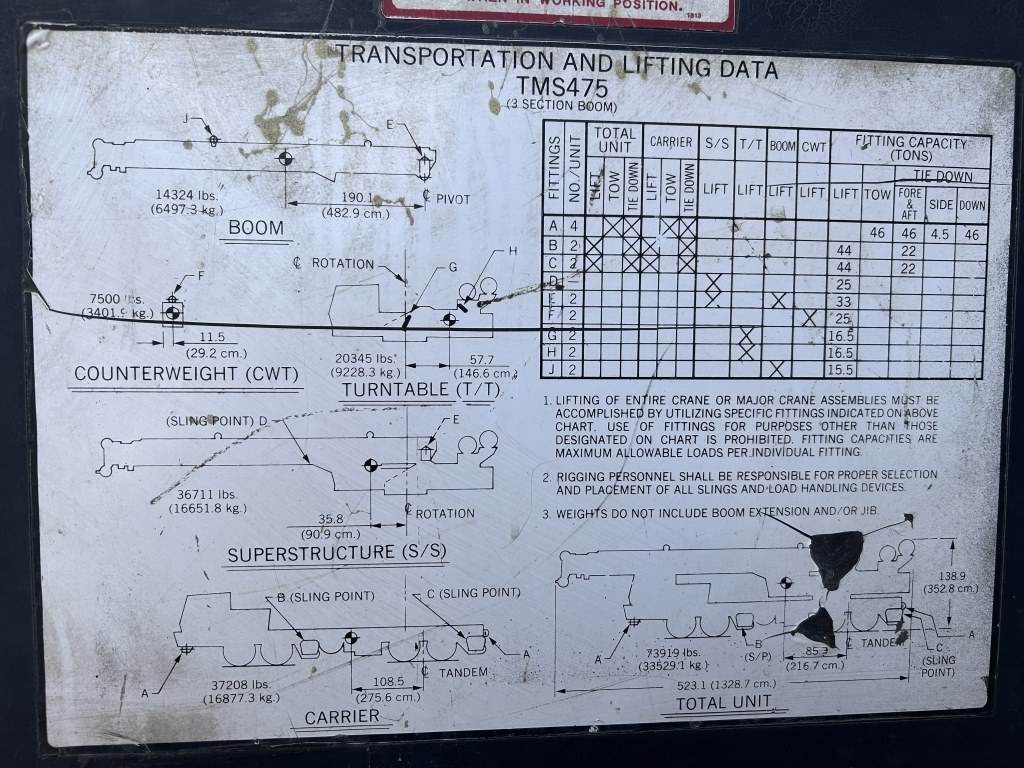 WHEN IN WORKING POSITION.
1813
TRANSPORTATION AND LIFTING DATA
TMS475
(3 SECTION BOOM)
J
E
14324 lbs.
(6497.3 kg.)
190.1
(482.9 cm.)
℄ PIVOT
BOOM
℄ ROTATION
G
H
F
7500 lbs.
(3401.9 kg.)
11.5
(29.2 cm.)
COUNTERWEIGHT (CWT)
20345 lbs.
(9228.3 kg.)
57.7
(146.6 cm.)
TURNTABLE (T/T)
(SLING POINT) D
E
36711 lbs.
(16651.8 kg.)
35.8
(90.9 cm.)
℄ ROTATION
SUPERSTRUCTURE (S/S)
B (SLING POINT)
C (SLING POINT)
A
A
℄ TANDEM
37208 lbs.
(16877.3 kg.)
108.5
(275.6 cm.)
CARRIER
FITTINGS NO./UNIT TOTAL UNIT CARRIER S/S T/T BOOM CWT FITTING CAPACITY (TONS)
TIE DOWN
LIFT TOW TIE DOWN LIFT TOW TIE DOWN LIFT LIFT LIFT LIFT LIFT TOW FORE & AFT SIDE DOWN
A 4 X X X X 46 46 4.5 46
B 2 X X X X 44 22
C 2 X X X 44 22
D X 25
E 2 X X 33
F 2 X 25
G 2 X 16.5
H 2 X 16.5
J 2 X 15.5
1. LIFTING OF ENTIRE CRANE OR MAJOR CRANE ASSEMBLIES MUST BE
ACCOMPLISHED BY UTILIZING SPECIFIC FITTINGS INDICATED ON ABOVE
CHART. USE OF FITTINGS FOR PURPOSES OTHER THAN THOSE
DESIGNATED ON CHART IS PROHIBITED. FITTING CAPACITIES ARE
MAXIMUM ALLOWABLE LOADS PER INDIVIDUAL FITTING.
2. RIGGING PERSONNEL SHALL BE RESPONSIBLE FOR PROPER SELECTION
AND PLACEMENT OF ALL SLINGS AND LOAD HANDLING DEVICES.
3. WEIGHTS DO NOT INCLUDE BOOM EXTENSION AND/OR JIB.
138.9
(352.8 cm.)
A
73919 lbs.
(33529.1 kg.)
B
(S/P)
85.3
(216.7 cm.)
℄ TANDEM
A
C
(SLING
POINT)
523.1 (1328.7 cm.)
TOTAL UNIT